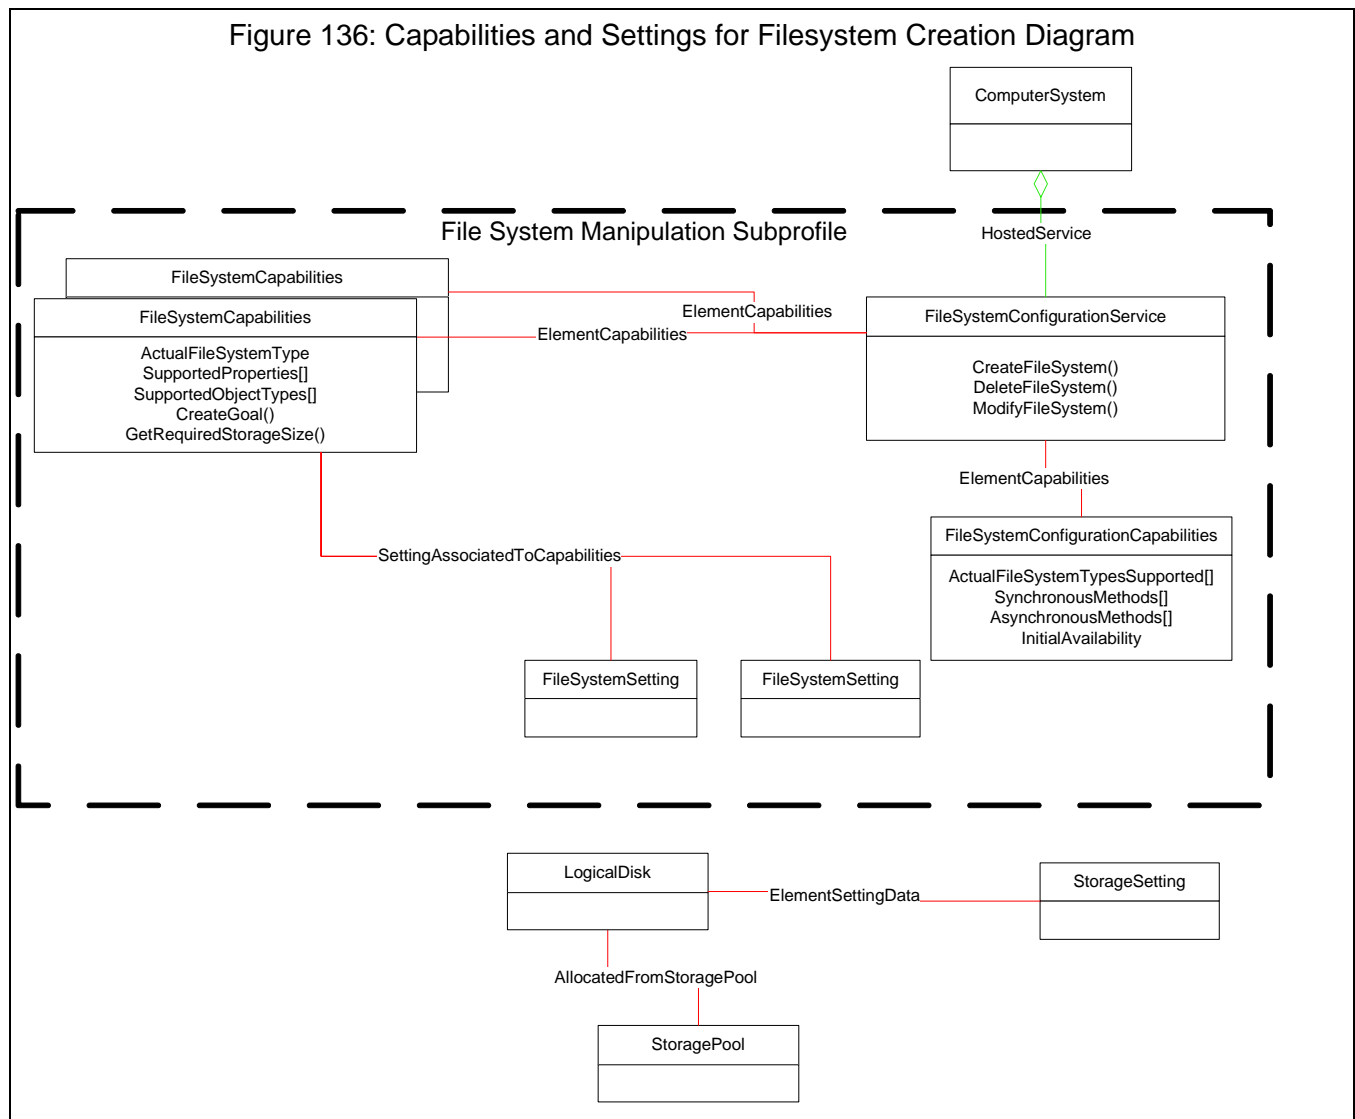 Figure 136: Capabilities and Settings for Filesystem Creation Diagram
ComputerSystem
File System Manipulation Subprofile
HostedService
FileSystemCapabilities
ElementCapabilities
FileSystemCapabilities
ActualFileSystemType
SupportedProperties[]
SupportedObjectTypes[]
CreateGoal()
GetRequiredStorageSize()
ElementCapabilities
FileSystemConfigurationService
CreateFileSystem()
DeleteFileSystem()
ModifyFileSystem()
ElementCapabilities
FileSystemConfigurationCapabilities
ActualFileSystemTypesSupported[]
SynchronousMethods[]
AsynchronousMethods[]
InitialAvailability
SettingAssociatedToCapabilities
FileSystemSetting
FileSystemSetting
LogicalDisk
ElementSettingData
StorageSetting
AllocatedFromStoragePool
StoragePool